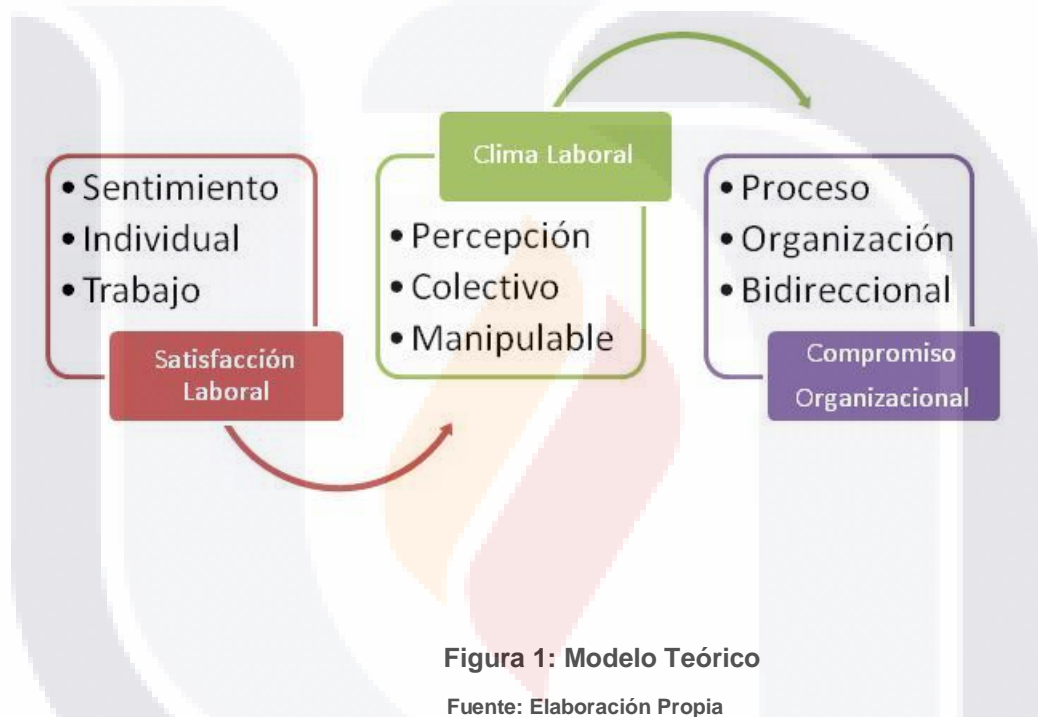 • Sentimiento
• Individual
• Trabajo
Satisfacción
Laboral
Clima Laboral
• Percepción
• Colectivo
• Manipulable
• Proceso
• Organización
• Bidireccional
Compromiso
Organizacional
Figura 1: Modelo Teórico
Fuente: Elaboración Propia